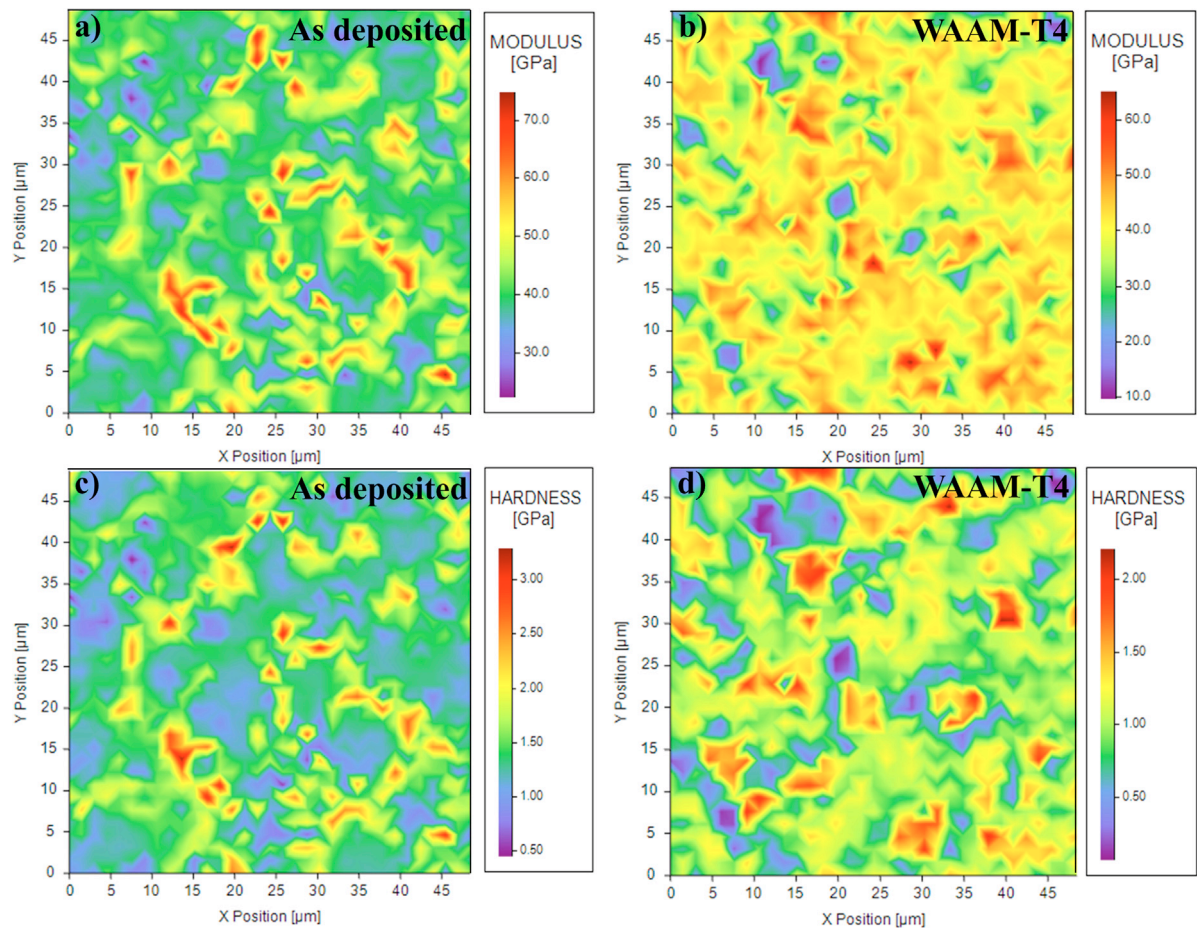 a) As deposited
MODULUS
[GPa]
70.0
60.0
50.0
40.0
30.0
Y Position [µm]
45
40
35
30
25
20
15
10
5
0
0 5 10 15 20 25 30 35 40 45
X Position [µm]
b) WAAM-T4
MODULUS
[GPa]
60.0
50.0
40.0
30.0
20.0
10.0
Y Position [µm]
45
40
35
30
25
20
15
10
5
0
0 5 10 15 20 25 30 35 40 45
X Position [µm]
c) As deposited
HARDNESS
[GPa]
3.00
2.50
2.00
1.50
1.00
0.50
Y Position [µm]
45
40
35
30
25
20
15
10
5
0
0 5 10 15 20 25 30 35 40 45
X Position [µm]
d) WAAM-T4
HARDNESS
[GPa]
2.00
1.50
1.00
0.50
Y Position [µm]
45
40
35
30
25
20
15
10
5
0
0 5 10 15 20 25 30 35 40 45
X Position [µm]